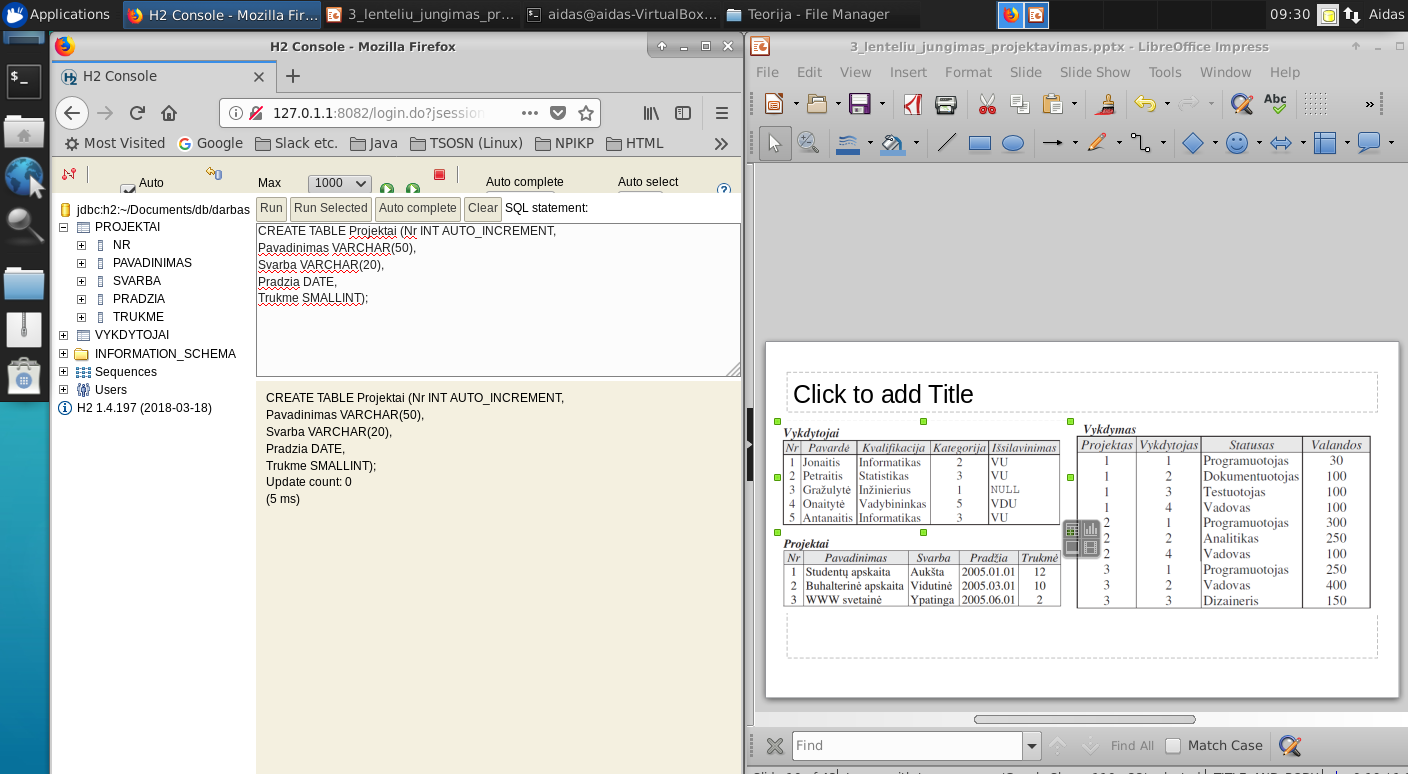 Applications
H2 Console - Mozilla Fir...
3_lenteliu_jungimas_pr...
aidas@aidas-VirtualBox...
Teorija - File Manager
09:30
Aidas
H2 Console - Mozilla Firefox
H2 Console
127.0.1.1:8082/login.do?jsession
Most Visited
Google
Slack etc.
Java
TSOSN (Linux)
NPIKP
HTML
Auto
Max
1000
Auto complete
Auto select
jdbc:h2:~/Documents/db/darbas
PROJEKTAI
NR
PAVADINIMAS
SVARBA
PRADZIA
TRUKME
VYKDYTOJAI
INFORMATION_SCHEMA
Sequences
Users
H2 1.4.197 (2018-03-18)
Run
Run Selected
Auto complete
Clear
SQL statement:
CREATE TABLE Projektai (Nr INT AUTO_INCREMENT,
Pavadinimas VARCHAR(50),
Svarba VARCHAR(20),
Pradzia DATE,
Trukme SMALLINT);
CREATE TABLE Projektai (Nr INT AUTO_INCREMENT,
Pavadinimas VARCHAR(50),
Svarba VARCHAR(20),
Pradzia DATE,
Trukme SMALLINT);
Update count: 0
(5 ms)
3_lenteliu_jungimas_projektavimas.pptx - LibreOffice Impress
File Edit View Insert Format Slide Slide Show Tools Window Help
Abc
Click to add Title
Vykdytojai
Nr Pavardė Kvalifikacija Kategorija Išsilavinimas
1 Jonaitis Informatikas 2 VU
2 Petraitis Statistikas 3 VU
3 Gražulytė Inžinierius 1 NULL
4 Onaitytė Vadybininkas 5 VDU
5 Antanaitis Informatikas 3 VU
Projektai
Nr Pavadinimas Svarba Pradžia Trukmė
1 Studentų apskaita Aukšta 2005.01.01 12
2 Buhalterinė apskaita Vidutinė 2005.03.01 10
3 WWW svetainė Ypatinga 2005.06.01 2
Vykdymas
Projektas Vykdytojas Statusas Valandos
1 1 Programuotojas 30
1 2 Dokumentuotojas 100
1 3 Testuotojas 100
1 4 Vadovas 100
2 1 Programuotojas 300
2 2 Analitikas 250
2 4 Vadovas 100
3 1 Programuotojas 250
3 2 Vadovas 400
3 3 Dizaineris 150
Find
Find All
Match Case